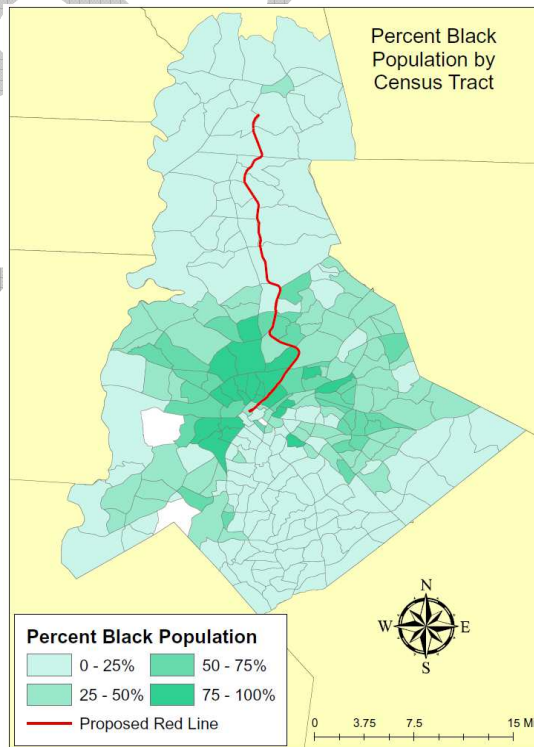 Percent Black
Population by
Census Tract
N
W E
S
Percent Black Population
0 - 25%
50 - 75%
25 - 50%
75 - 100%
Proposed Red Line
0 3.75 7.5 15 Mi